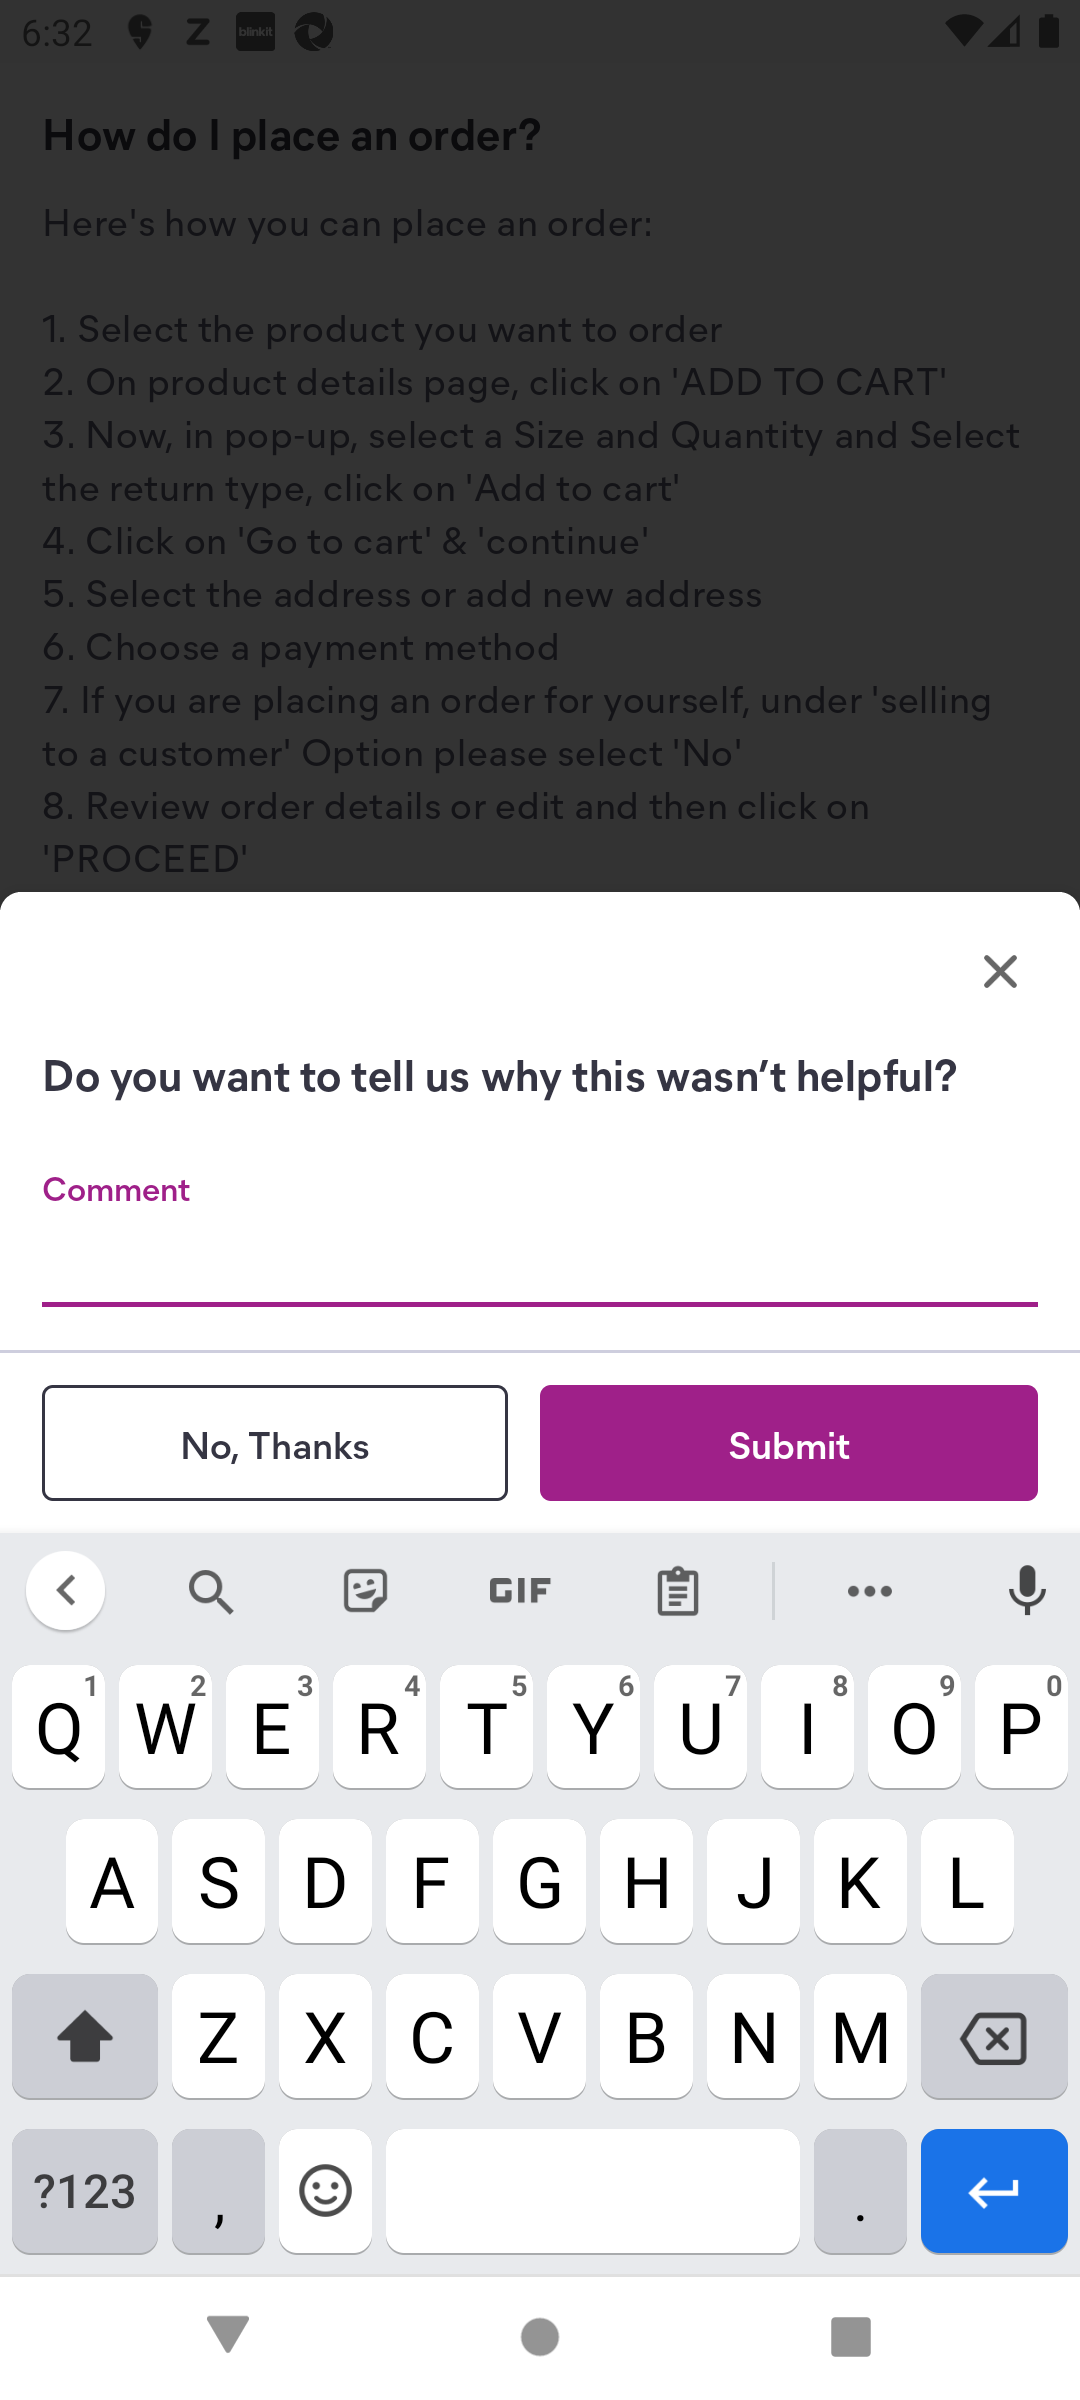 6:32
Z
blinkit
How do I place an order?
Here's how you can place an order:
1. Select the product you want to order
2. On product details page, click on 'ADD TO CART'
3. Now, in pop-up, select a Size and Quantity and Select
the return type, click on 'Add to cart'
4. Click on 'Go to cart' & 'continue'
5. Select the address or add new address
6. Choose a payment method
7. If you are placing an order for yourself, under 'selling
to a customer' Option please select 'No'
8. Review order details or edit and then click on
'PROCEED'
Do you want to tell us why this wasn’t helpful?
Comment
No, Thanks
Submit
GIF
Q 1 W 2 E 3 R 4 T 5 Y 6 U 7 I 8 O 9 P 0
A S D F G H J K L
Z X C V B N M
?123 , .